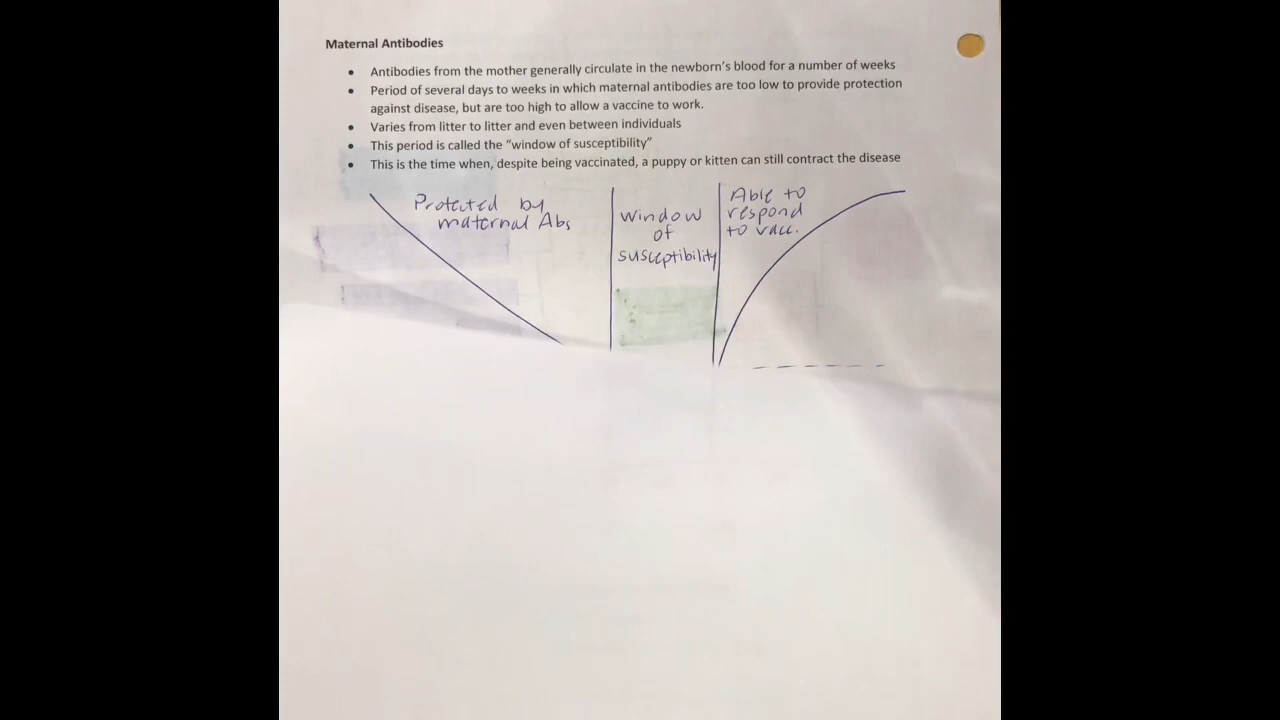 Maternal Antibodies
• Antibodies from the mother generally circulate in the newborn's blood for a number of weeks
• Period of several days to weeks in which maternal antibodies are too low to provide protection
against disease, but are too high to allow a vaccine to work.
• Varies from litter to litter and even between individuals
• This period is called the "window of susceptibility"
• This is the time when, despite being vaccinated, a puppy or kitten can still contract the disease
Protected by
maternal Abs
window
of
susceptibility
Able to
respond
to vacc.